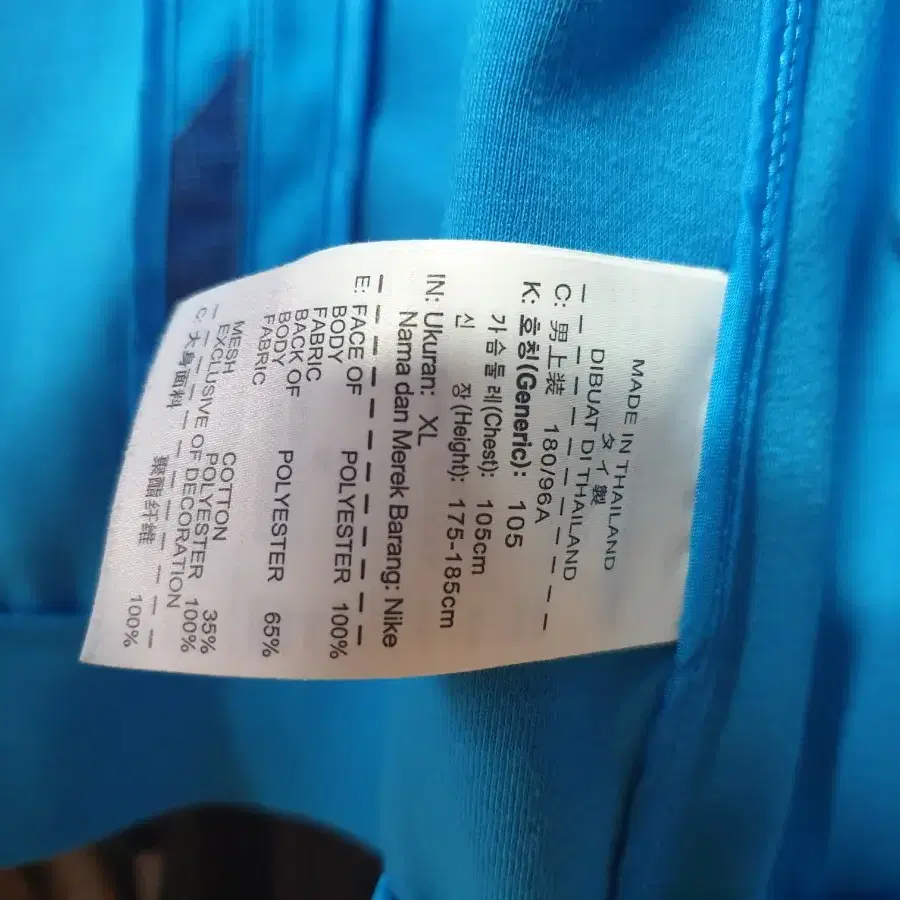 MADE IN THAILAND
タイ製
DIBUAT DI THAILAND
C: 男上装 180/96A
K: 호칭(Generic): 105
가슴둘레(Chest): 105cm
신 장(Height): 175-185cm
IN: Ukuran: XL
Nama dan Merek Barang: Nike
E: FACE OF
BODY POLYESTER 100%
FABRIC
BACK OF
BODY POLYESTER 65%
FABRIC
COTTON 35%
MESH POLYESTER 100%
EXCLUSIVE OF DECORATION
C: 大身面料 聚酯纤维 100%